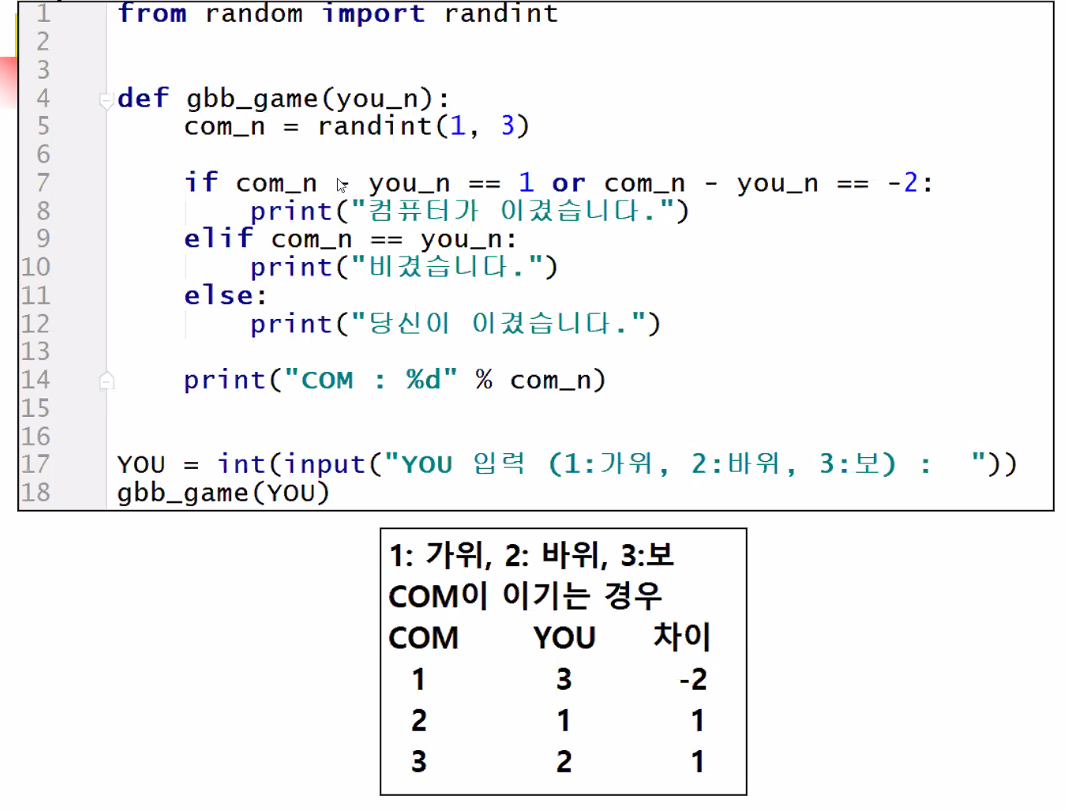 1 from random import randint
2
3
4 def gbb_game(you_n):
5 com_n = randint(1, 3)
6
7 if com_n - you_n == 1 or com_n - you_n == -2:
8 print("컴퓨터가 이겼습니다.")
9 elif com_n == you_n:
10 print("비겼습니다.")
11 else:
12 print("당신이 이겼습니다.")
13
14 print("COM : %d" % com_n)
15
16
17 YOU = int(input("YOU 입력 (1:가위, 2:바위, 3:보) :  "))
18 gbb_game(YOU)
1: 가위, 2: 바위, 3:보
COM이 이기는 경우
COM YOU 차이
1 3 -2
2 1 1
3 2 1